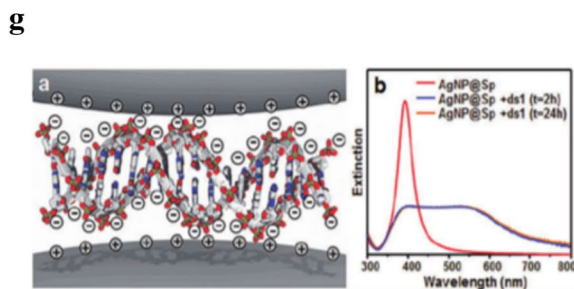 g
a
b
AgNP@Sp
AgNP@Sp +ds1 (t=2h)
AgNP@Sp +ds1 (t=24h)
Extinction
300 400 500 600 700 800
Wavelength (nm)